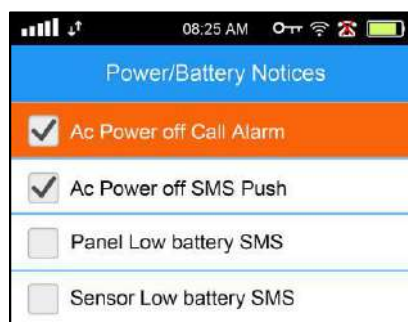 08:25 AM
Power/Battery Notices
Ac Power off Call Alarm
Ac Power off SMS Push
Panel Low battery SMS
Sensor Low battery SMS